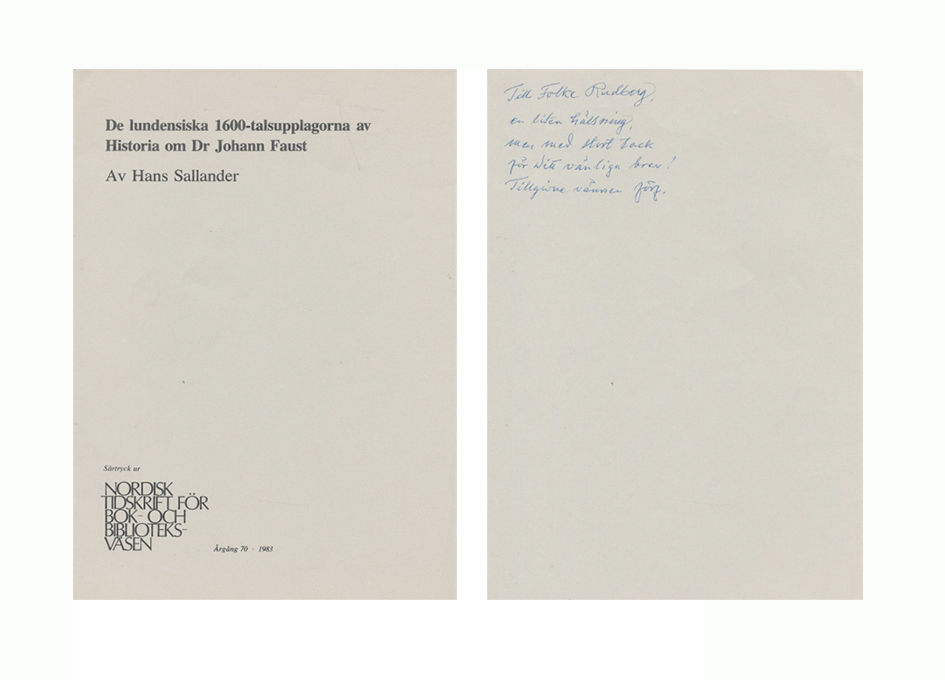 De lundensiska 1600-talsupplagorna av
Historia om Dr Johann Faust
Av Hans Sallander
Särtryck ur
NORDISK
TIDSKRIFT FÖR
BOK- OCH
BIBLIOTEKS-
VÄSEN
Årgång 70 · 1983
Till Folke Rudberg,
en liten hälsning,
men med stort tack
för Ditt vänliga brev!
Tillgivne vännen